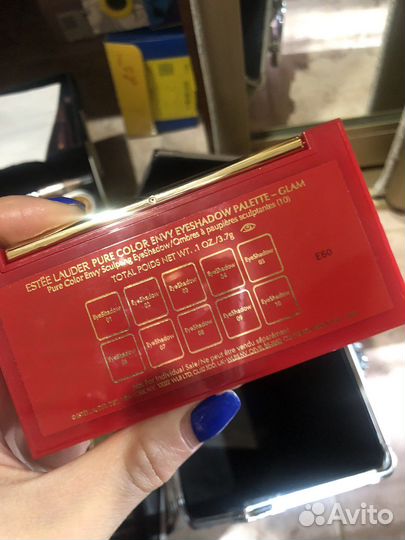 ESTĒE LAUDER PURE COLOR ENVY EYESHADOW PALETTE – GLAM
Pure Color Envy Sculpting EyeShadow/Ombres à paupières sculptantes (10)
TOTAL POIDS NET WT. .1 OZ./3.7g
E60
EyeShadow 01
EyeShadow 02
EyeShadow 03
EyeShadow 04
EyeShadow 05
EyeShadow 06
EyeShadow 07
EyeShadow 08
EyeShadow 09
EyeShadow 10
Not for Individual Sale/Ne peut être vendu séparément
Avito